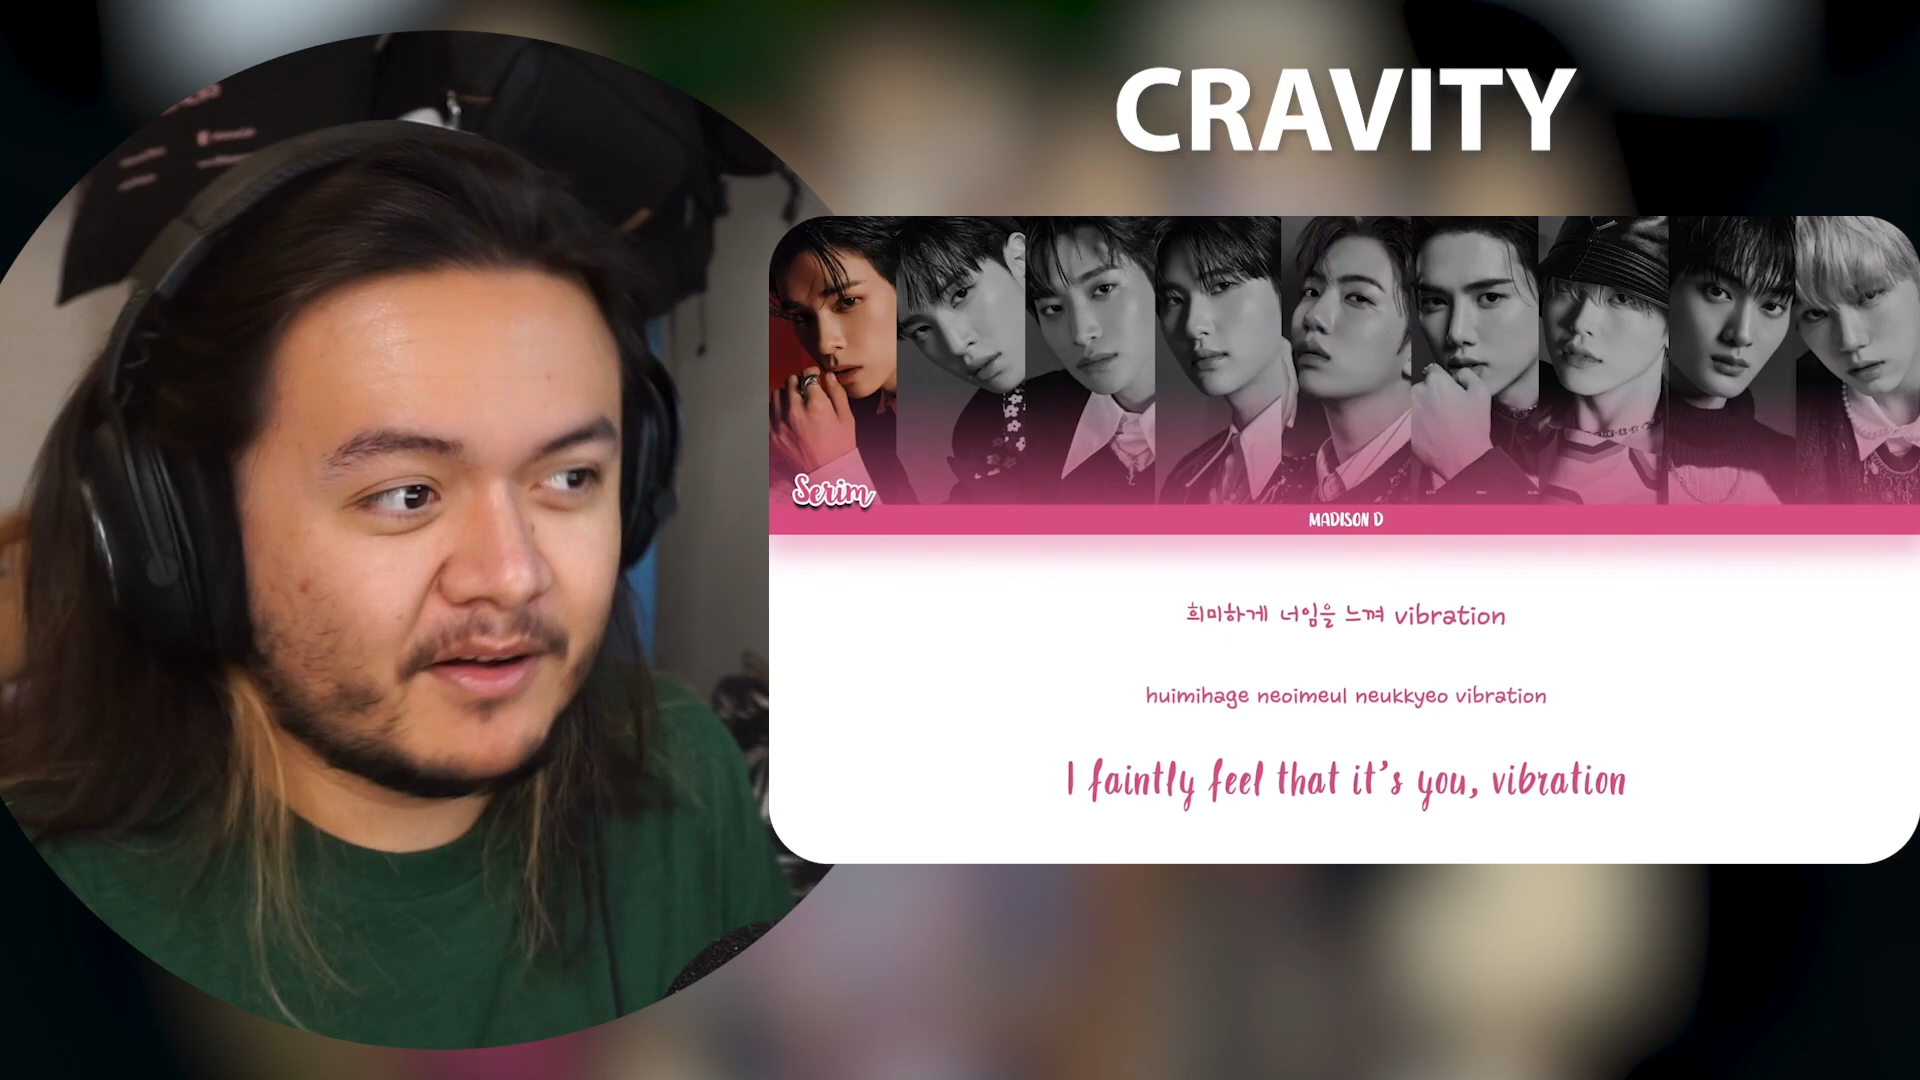 CRAVITY
Serim
MADISON D
희미하게 너임을 느껴 vibration
huimihage neoimeul neukkyeo vibration
I faintly feel that it's you, vibration